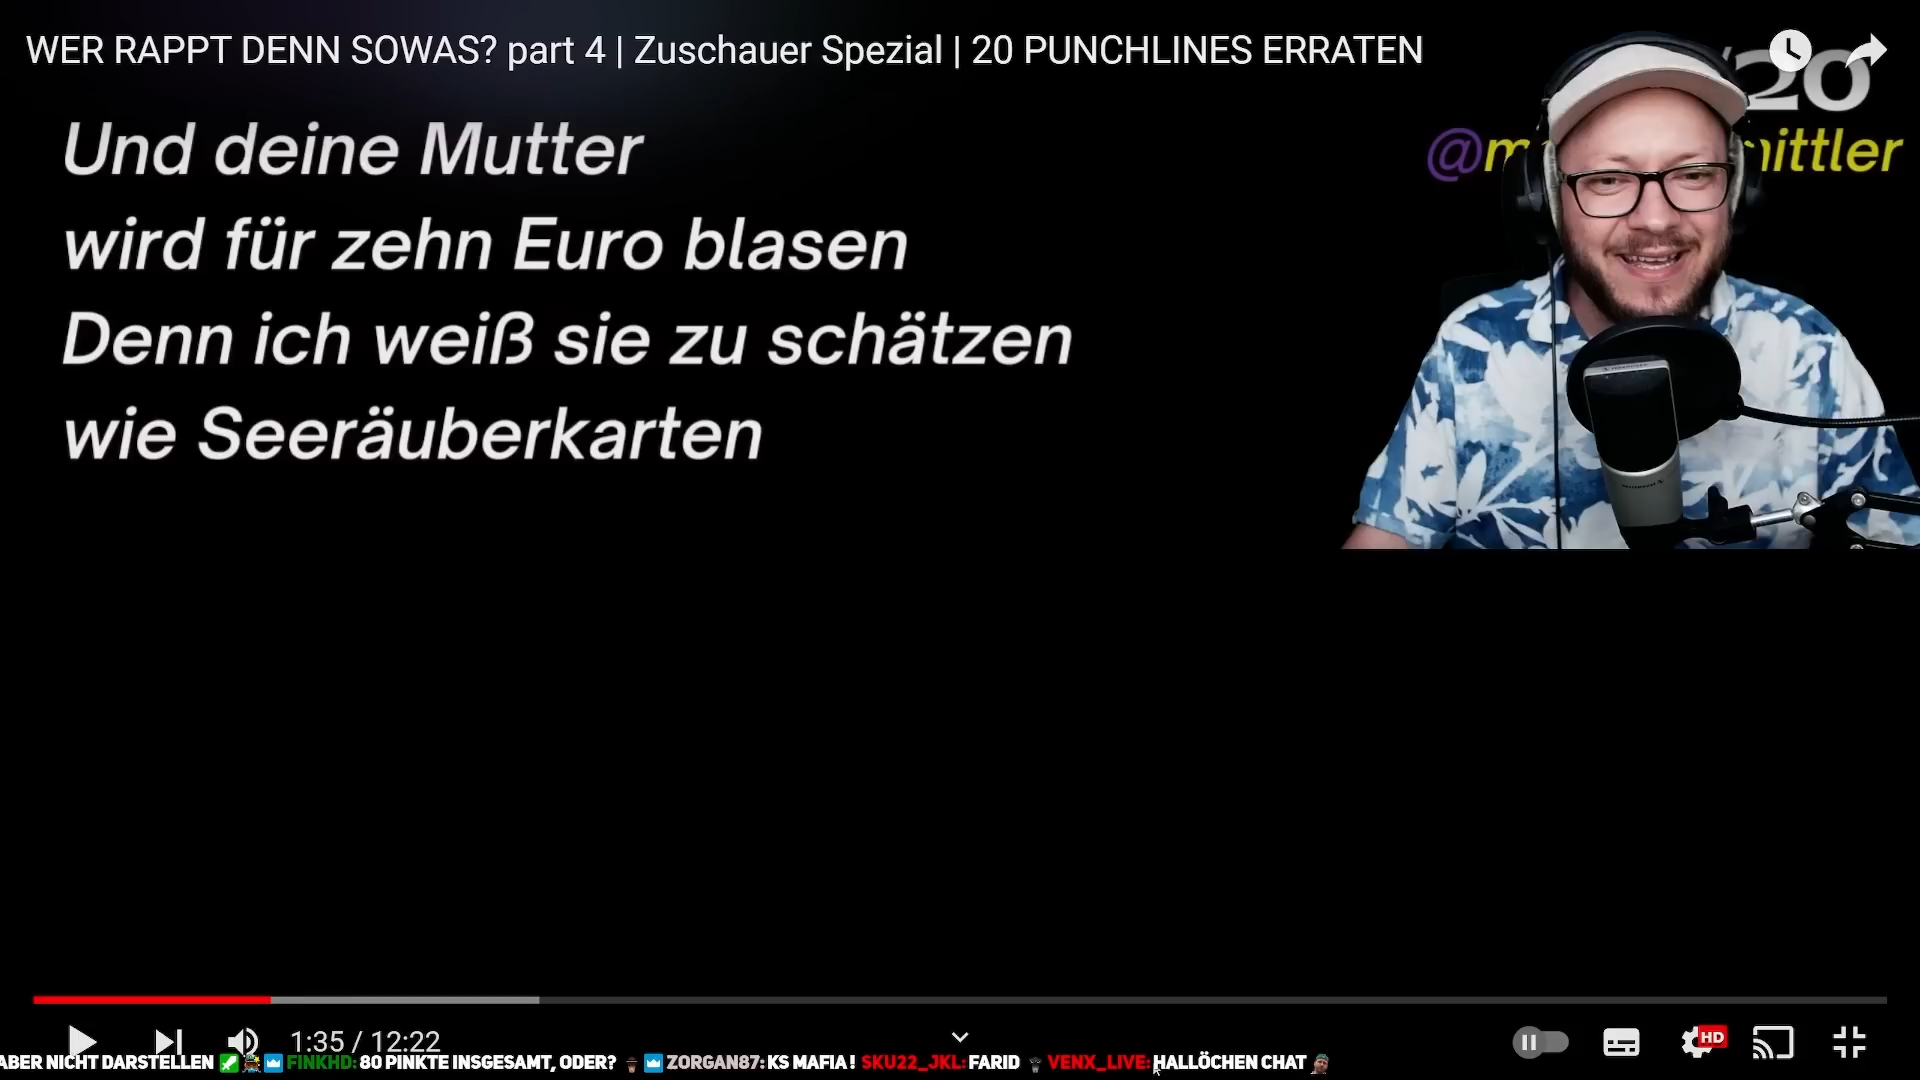 WER RAPPT DENN SOWAS? part 4 | Zuschauer Spezial | 20 PUNCHLINES ERRATEN
/20
Und deine Mutter
wird für zehn Euro blasen
Denn ich weiß sie zu schätzen
wie Seeräuberkarten
1:35 / 12:22
HD
ABER NICHT DARSTELLEN FINKHD: 80 PINKTE INSGESAMT, ODER? ZORGAN87: KS MAFIA! SKU22_JKL: FARID VENX_LIVE: HALLÖCHEN CHAT